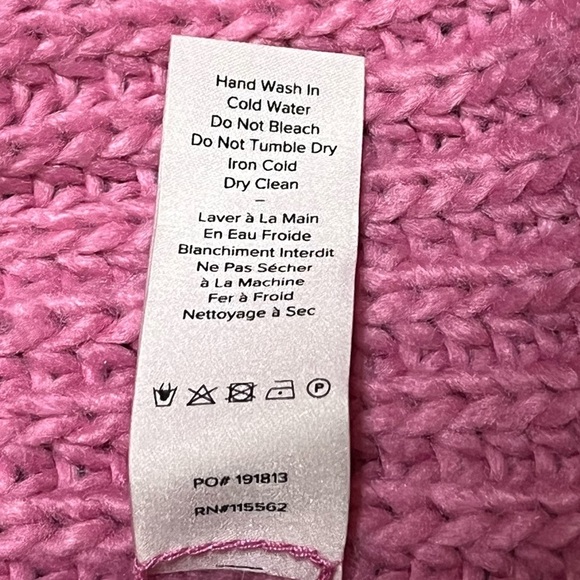 Hand Wash In
Cold Water
Do Not Bleach
Do Not Tumble Dry
Iron Cold
Dry Clean
–
Laver à La Main
En Eau Froide
Blanchiment Interdit
Ne Pas Sécher
à La Machine
Fer à Froid
Nettoyage à Sec
P
PO# 191813
RN#115562